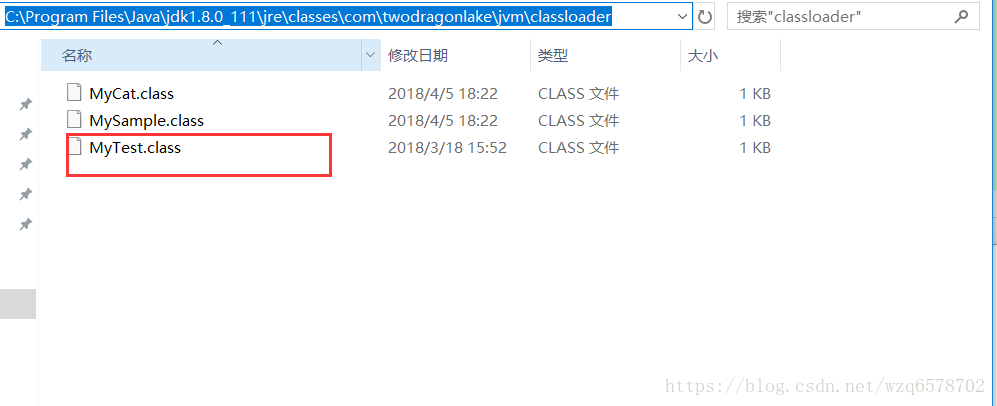 C:\Program Files\Java\jdk1.8.0_111\jre\classes\com\twodragonlake\jvm\classloader 搜索"classloader"
名称 修改日期 类型 大小
MyCat.class 2018/4/5 18:22 CLASS 文件 1 KB
MySample.class 2018/4/5 18:22 CLASS 文件 1 KB
MyTest.class 2018/3/18 15:52 CLASS 文件 1 KB
https://blog.csdn.net/wzq6578702